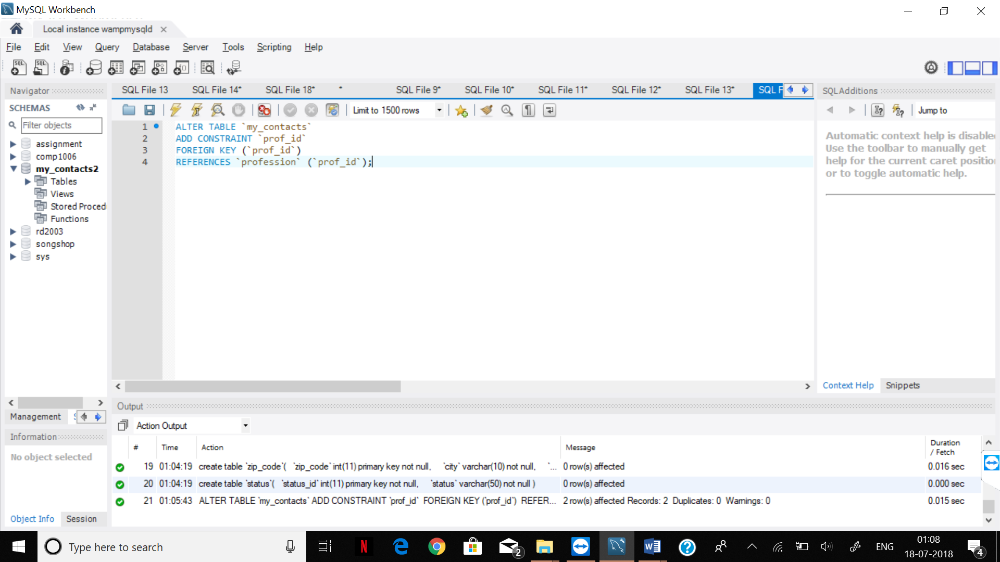 MySQL Workbench
Local instance wampmysqld
File Edit View Query Database Server Tools Scripting Help
Navigator
SCHEMAS
Filter objects
assignment
comp1006
my_contacts2
Tables
Views
Stored Proced
Functions
rd2003
songshop
sys
Management
Information
No object selected
Object Info Session
SQL File 13 SQL File 14* SQL File 18* * SQL File 9* SQL File 10* SQL File 11* SQL File 12* SQL File 13* SQL F
Limit to 1500 rows
1 ALTER TABLE `my_contacts`
2 ADD CONSTRAINT `prof_id`
3 FOREIGN KEY (`prof_id`)
4 REFERENCES `profession` (`prof_id`);
SQLAdditions
Jump to
Automatic context help is disable
Use the toolbar to manually get
help for the current caret position
or to toggle automatic help.
Context Help Snippets
Output
Action Output
# Time Action Message Duration / Fetch
19 01:04:19 create table `zip_code`( `zip_code` int(11) primary key not null, `city` varchar(10) not null, `... 0 row(s) affected 0.016 sec
20 01:04:19 create table `status`( `status_id` int(11) primary key not null, `status` varchar(50) not null ) 0 row(s) affected 0.000 sec
21 01:05:43 ALTER TABLE `my_contacts` ADD CONSTRAINT `prof_id` FOREIGN KEY (`prof_id`) REFER... 2 row(s) affected Records: 2 Duplicates: 0 Warnings: 0 0.015 sec
Type here to search
2
ENG
01:08
18-07-2018
4